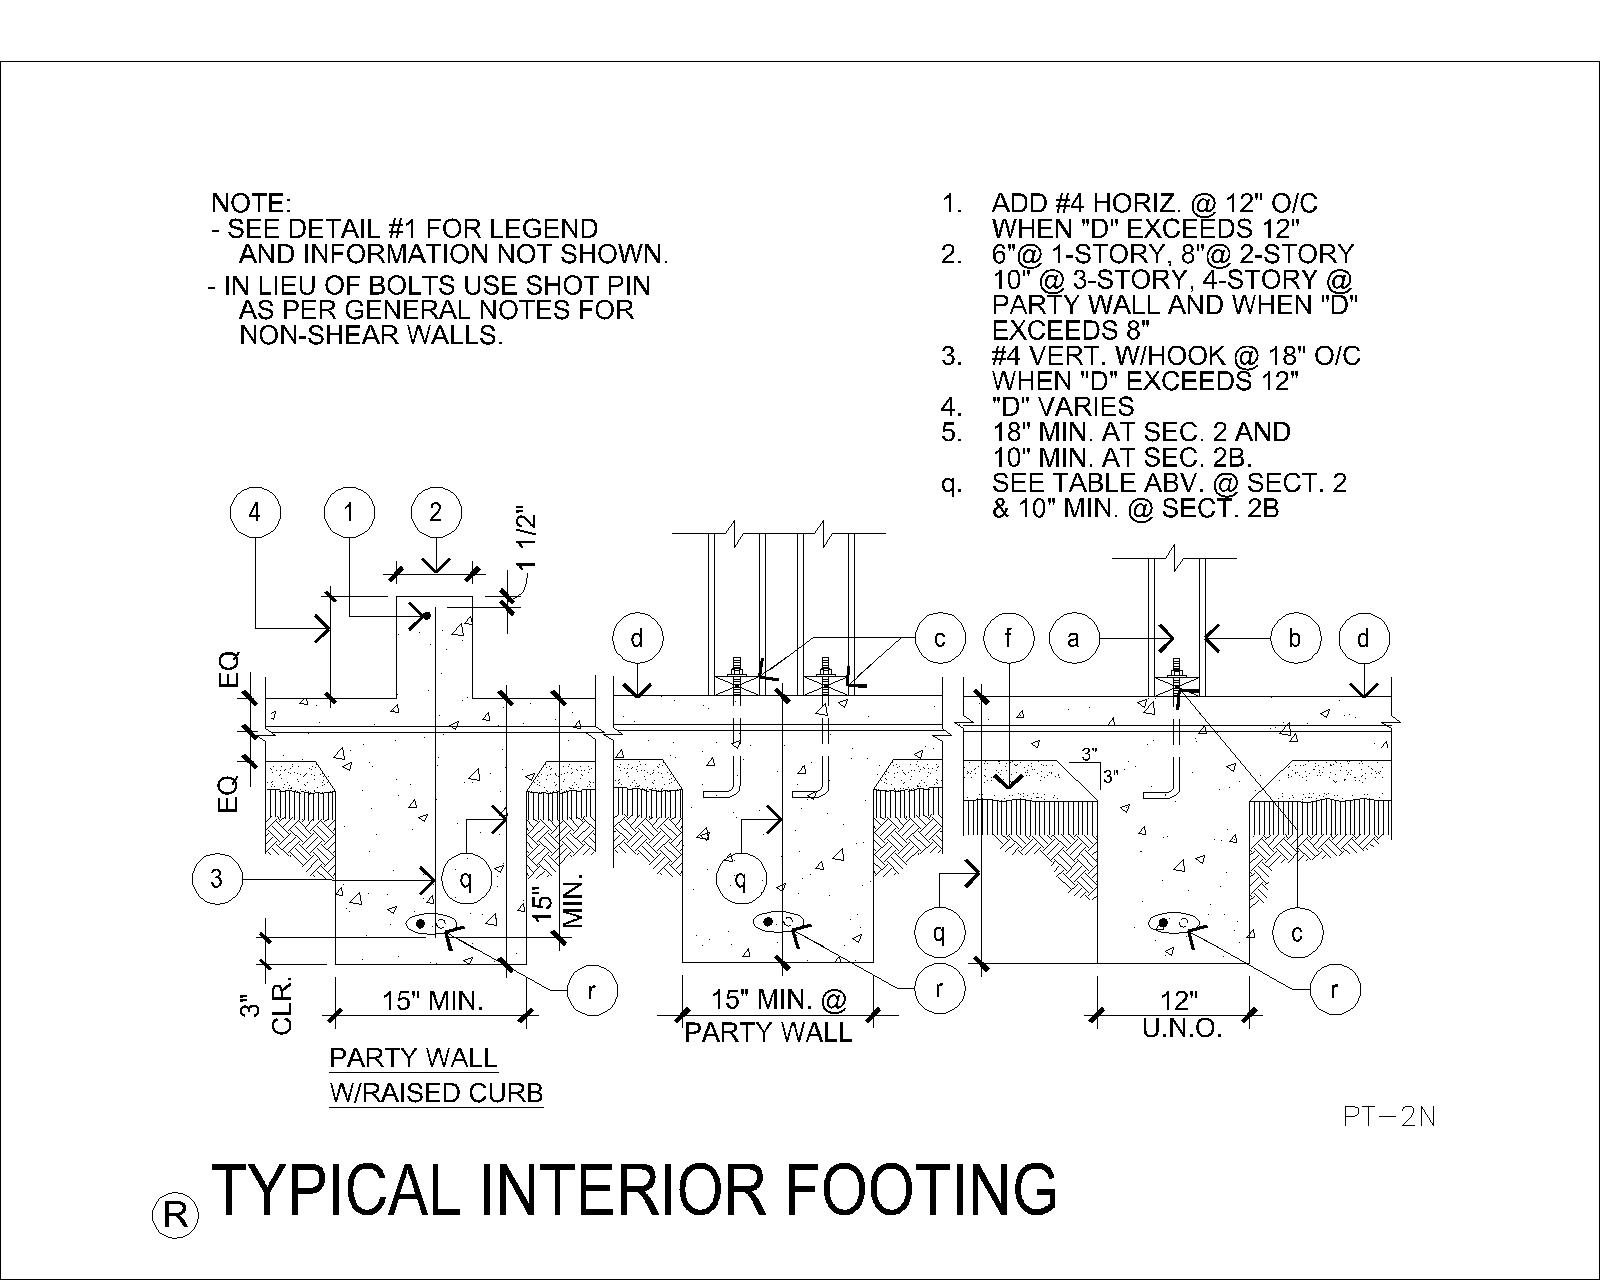 NOTE:
- SEE DETAIL #1 FOR LEGEND
AND INFORMATION NOT SHOWN.
- IN LIEU OF BOLTS USE SHOT PIN
AS PER GENERAL NOTES FOR
NON-SHEAR WALLS.
1. ADD #4 HORIZ. @ 12" O/C
WHEN "D" EXCEEDS 12"
2. 6"@ 1-STORY, 8"@ 2-STORY
10" @ 3-STORY, 4-STORY @
PARTY WALL AND WHEN "D"
EXCEEDS 8"
3. #4 VERT. W/HOOK @ 18" O/C
WHEN "D" EXCEEDS 12"
4. "D" VARIES
5. 18" MIN. AT SEC. 2 AND
10" MIN. AT SEC. 2B.
q. SEE TABLE ABV. @ SECT. 2
& 10" MIN. @ SECT. 2B
4
1
2
1 1/2"
EQ
EQ
3
q
15"
MIN.
3"
CLR.
15" MIN.
r
PARTY WALL
W/RAISED CURB
d
c
q
r
15" MIN. @
PARTY WALL
f
a
b
d
3"
3"
q
c
r
12"
U.N.O.
PT-2N
R TYPICAL INTERIOR FOOTING